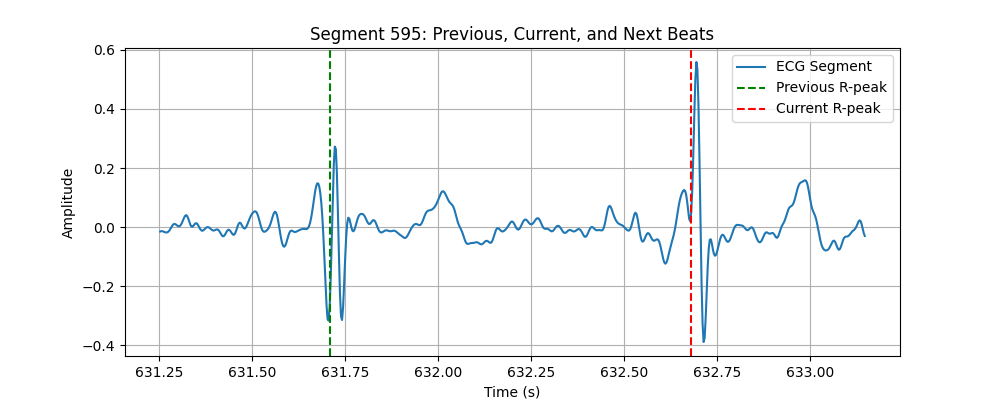 Segment 595: Previous, Current, and Next Beats
ECG Segment
Previous R-peak
Current R-peak
Amplitude
0.6
0.4
0.2
0.0
−0.2
−0.4
631.25 631.50 631.75 632.00 632.25 632.50 632.75 633.00
Time (s)